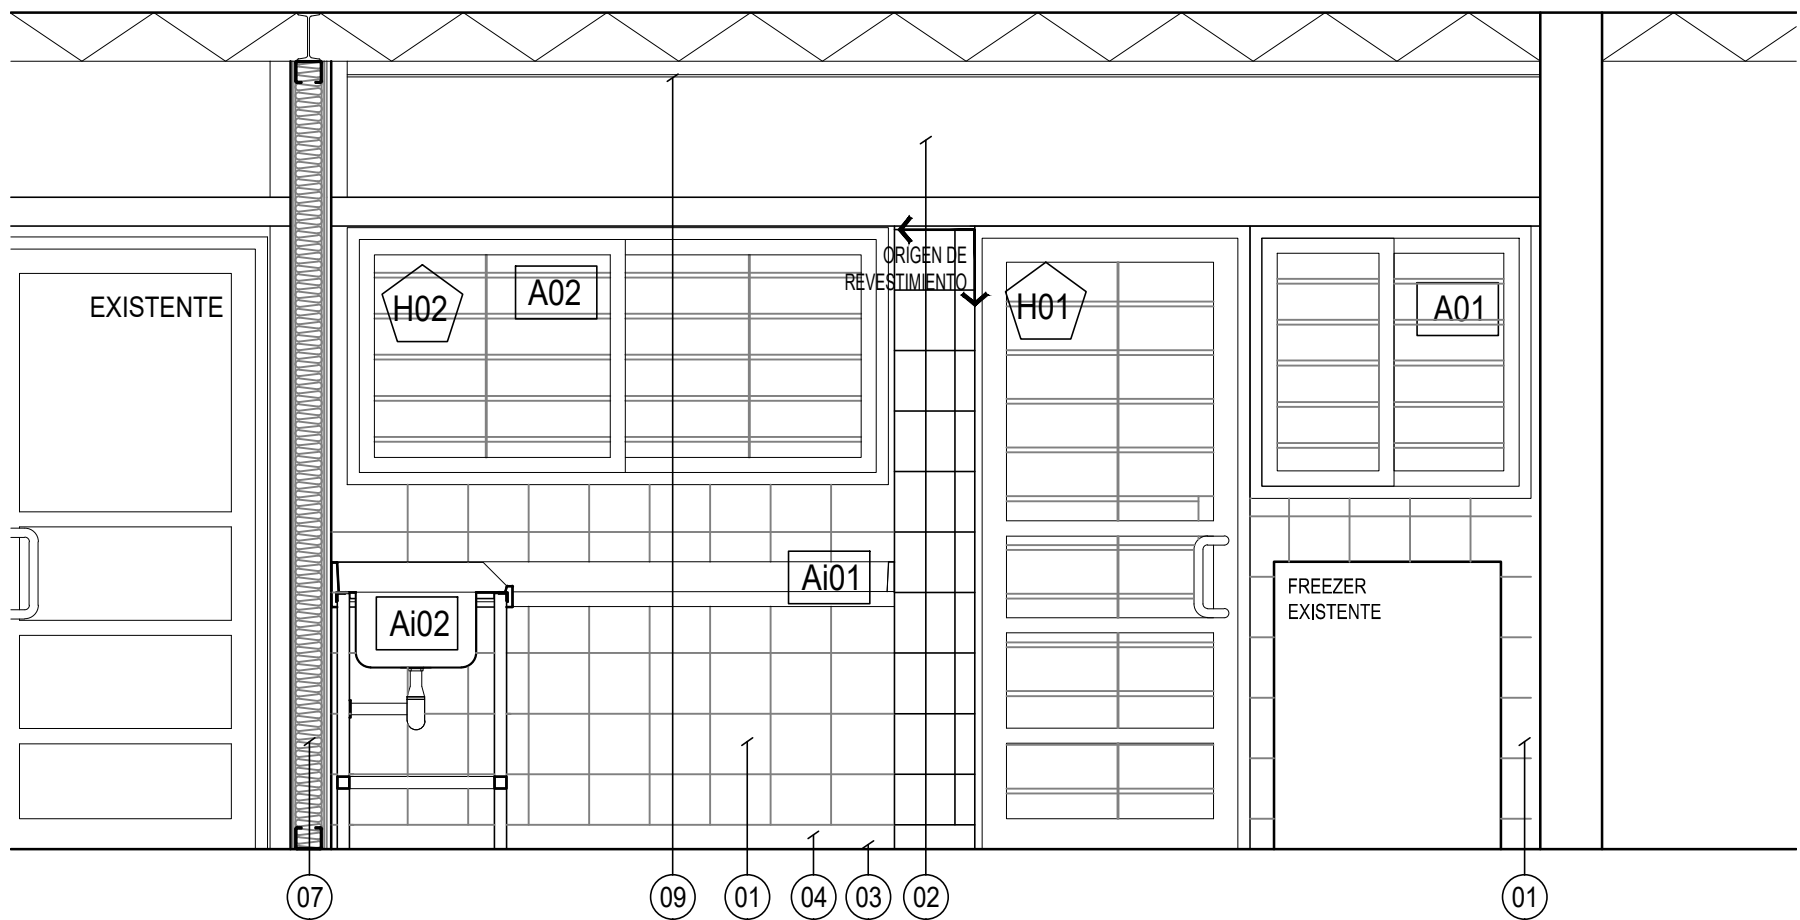 ORIGEN DE
REVESTIMIENTO
EXISTENTE
H02
A02
H01
A01
Ai01
Ai02
FREEZER
EXISTENTE
07
09
01
04
03
02
01